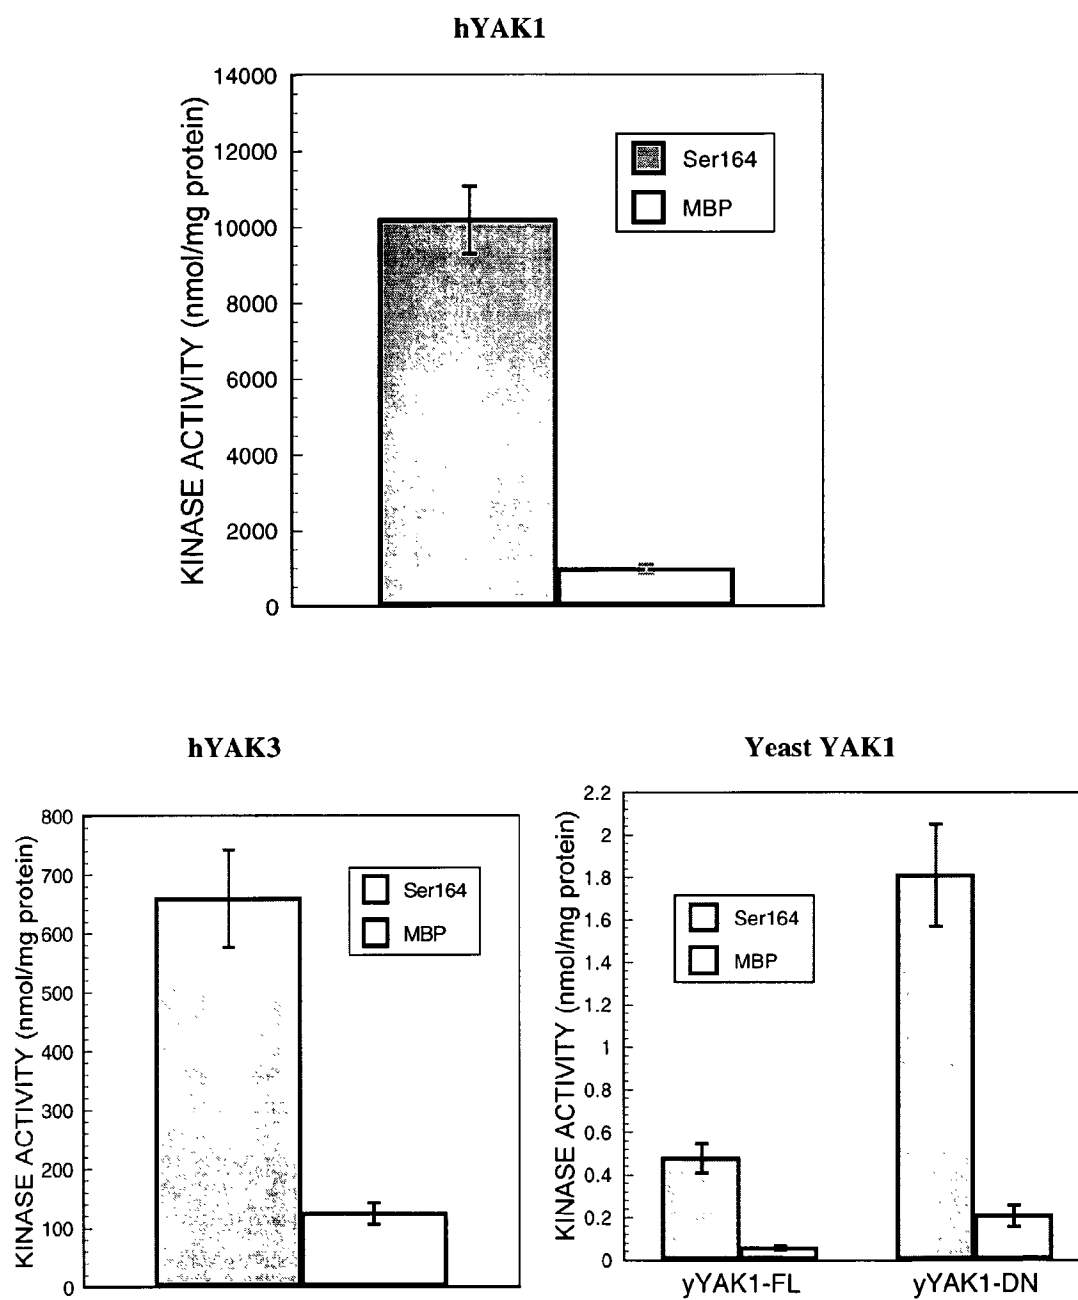 hYAK1
KINASE ACTIVITY (nmol/mg protein)
14000
12000
10000
8000
6000
4000
2000
0
Ser164
MBP
hYAK3
KINASE ACTIVITY (nmol/mg protein)
800
700
600
500
400
300
200
100
0
Ser164
MBP
Yeast YAK1
KINASE ACTIVITY (nmol/mg protein)
2.2
2
1.8
1.6
1.4
1.2
1
0.8
0.6
0.4
0.2
0
Ser164
MBP
yYAK1-FL
yYAK1-DN